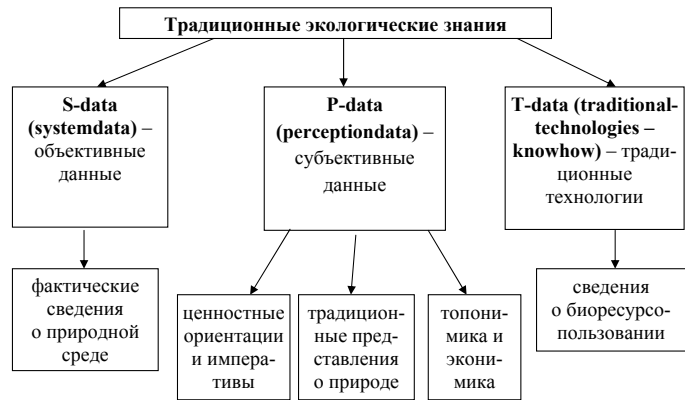 Традиционные экологические знания
S-data
(systemdata) –
объективные
данные
P-data
(perceptiondata) –
субъективные
данные
T-data (traditional-
technologies –
knowhow) – тради-
ционные
технологии
фактические
сведения
о природной
среде
ценностные
ориентации
и импера-
тивы
традицион-
ные пред-
ставления
о природе
топони-
мика и
эконі-
мика
сведения
о биоресурсо-
пользовании